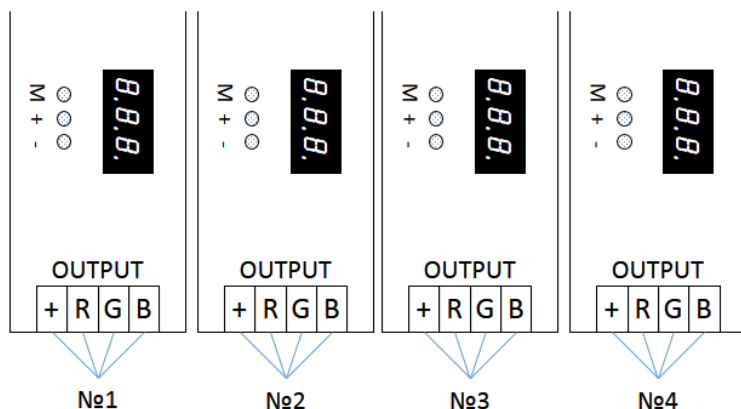 M + - 8.8.8.
M + - 8.8.8.
M + - 8.8.8.
M + - 8.8.8.
OUTPUT OUTPUT OUTPUT OUTPUT
+ R G B + R G B + R G B + R G B
№1 №2 №3 №4